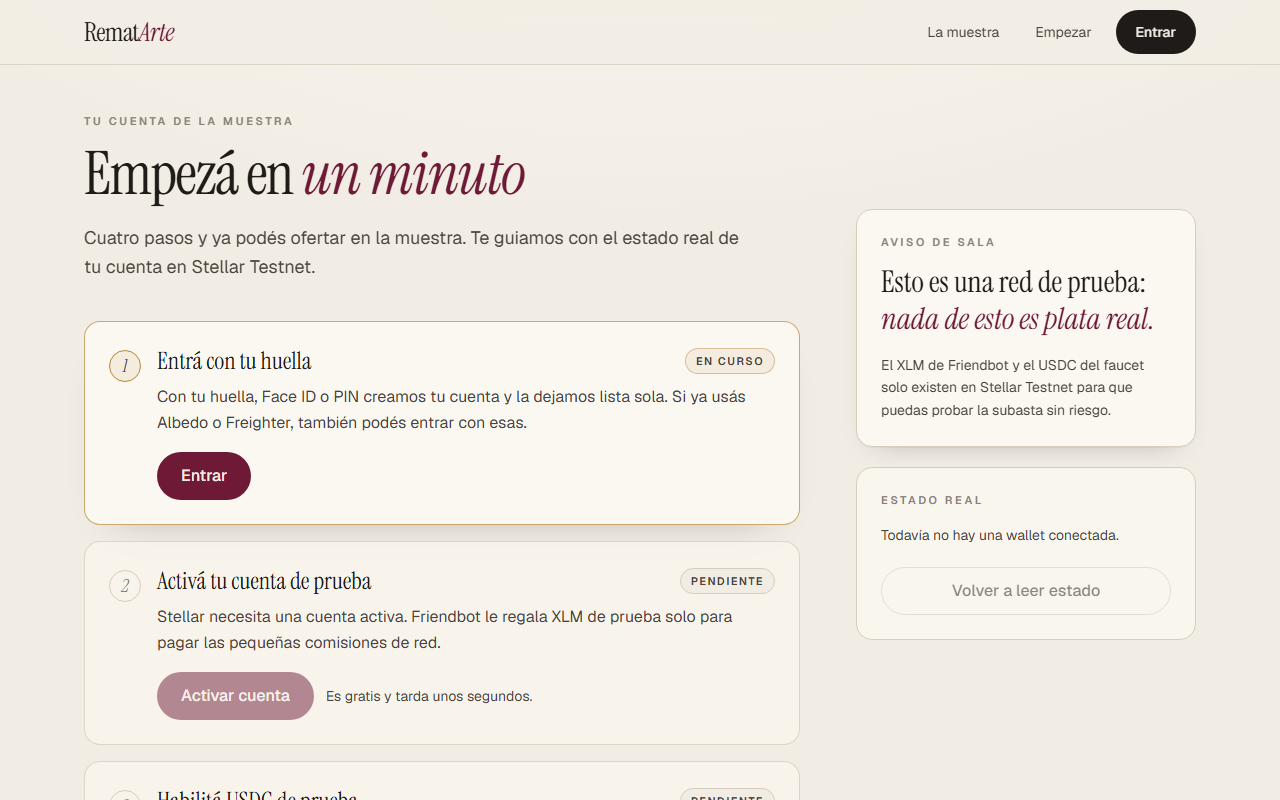 RematArte
La muestra
Empezar
Entrar
TU CUENTA DE LA MUESTRA
Empezá en un minuto
Cuatro pasos y ya podés ofertar en la muestra. Te guiamos con el estado real de
tu cuenta en Stellar Testnet.
1
Entrá con tu huella
EN CURSO
Con tu huella, Face ID o PIN creamos tu cuenta y la dejamos lista sola. Si ya usás
Albedo o Freighter, también podés entrar con esas.
Entrar
2
Activá tu cuenta de prueba
PENDIENTE
Stellar necesita una cuenta activa. Friendbot le regala XLM de prueba solo para
pagar las pequeñas comisiones de red.
Activar cuenta
Es gratis y tarda unos segundos.
Habilitá USDC de prueba
PENDIENTE
AVISO DE SALA
Esto es una red de prueba:
nada de esto es plata real.
El XLM de Friendbot y el USDC del faucet
solo existen en Stellar Testnet para que
puedas probar la subasta sin riesgo.
ESTADO REAL
Todavía no hay una wallet conectada.
Volver a leer estado